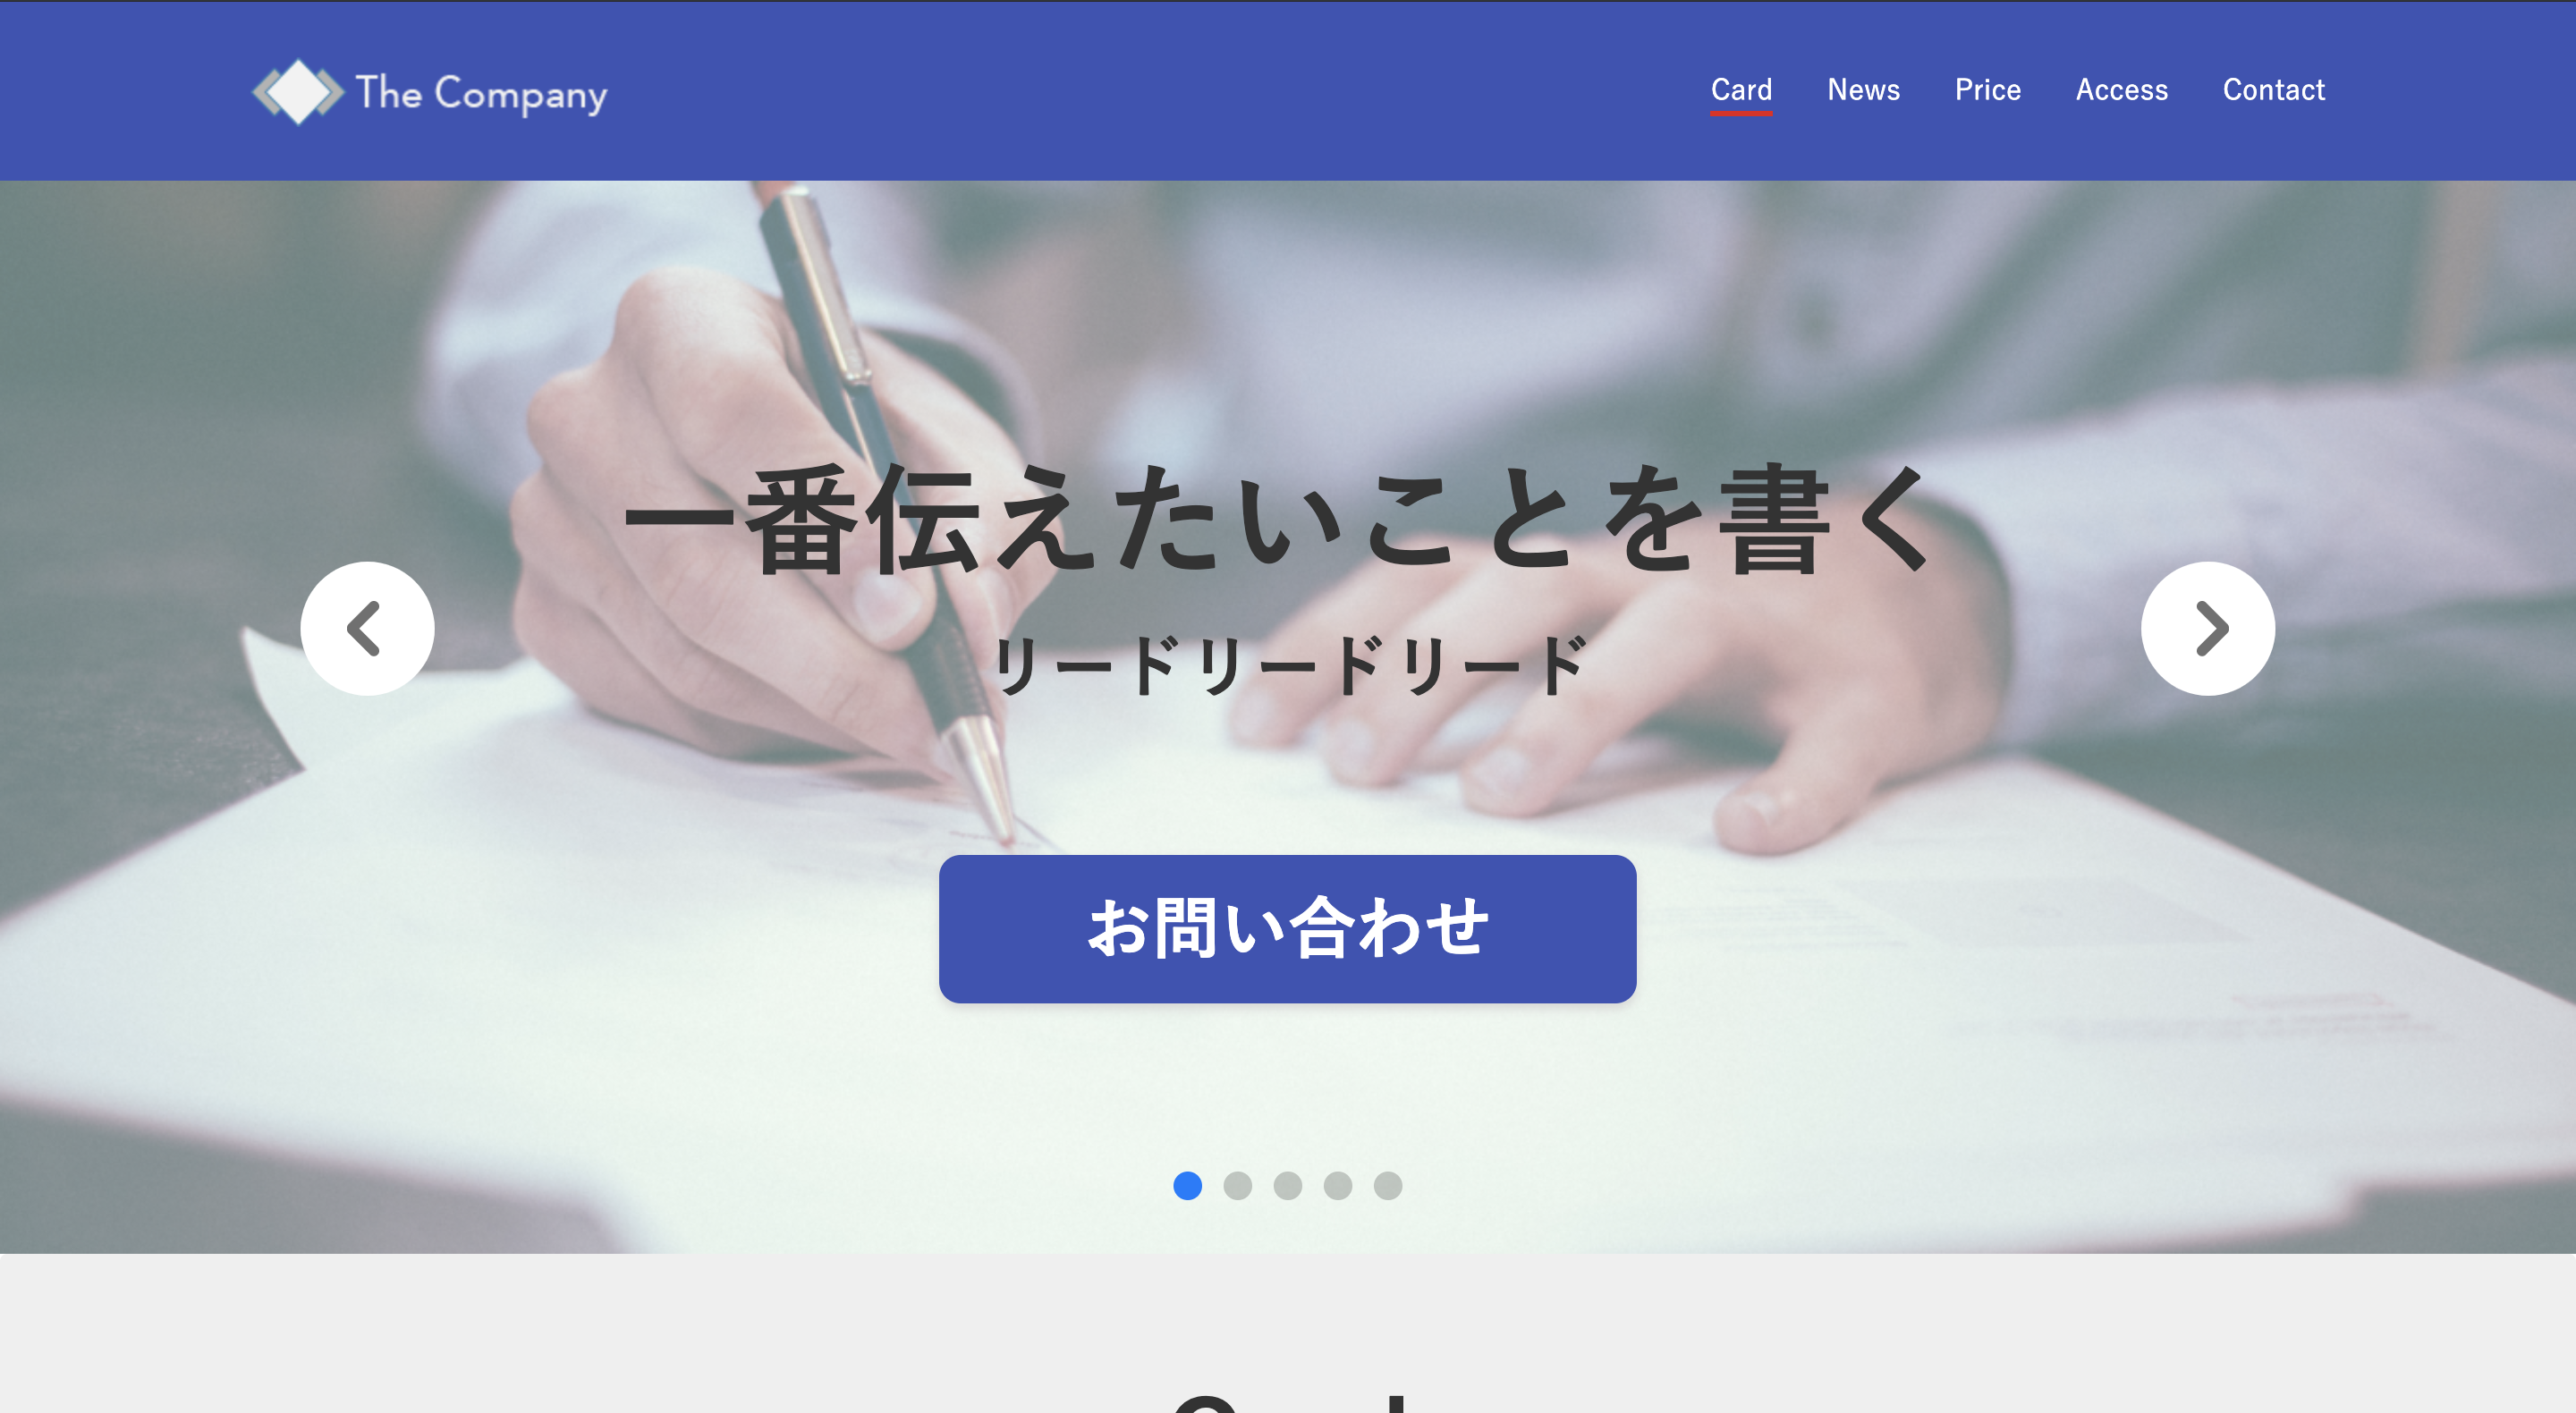 The Company
Card News Price Access Contact
一番伝えたいことを書く
リードリードリード
お問い合わせ